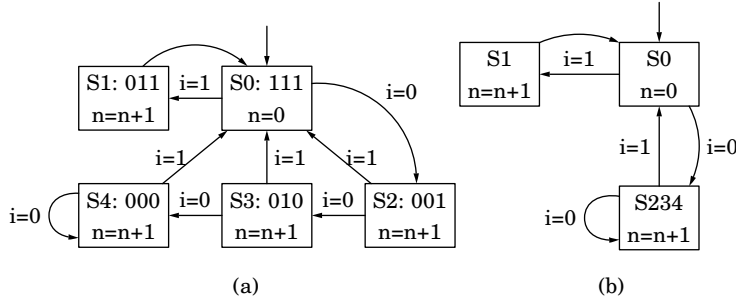 S1: 011
n=n+1
i=1
S0: 111
n=0
i=0
i=1
i=1
i=1
S4: 000
n=n+1
i=0
i=0
S3: 010
n=n+1
i=0
S2: 001
n=n+1
(a)
S1
n=n+1
i=1
S0
n=0
i=1
i=0
i=0
S234
n=n+1
(b)